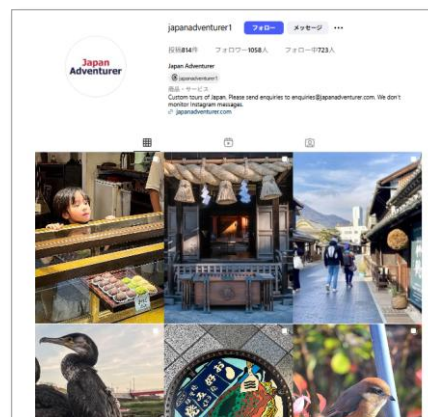 japanadventurer1 フォロー メッセージ •••
投稿814件 フォロワー1058人 フォロー中723人
Japan Adventurer
japanadventurer1
商品・サービス
Custom tours of Japan. Please send enquiries to enquiries@japanadventurer.com. We don't
monitor Instagram messages.
japanadventurer.com
Japan
Adventurer